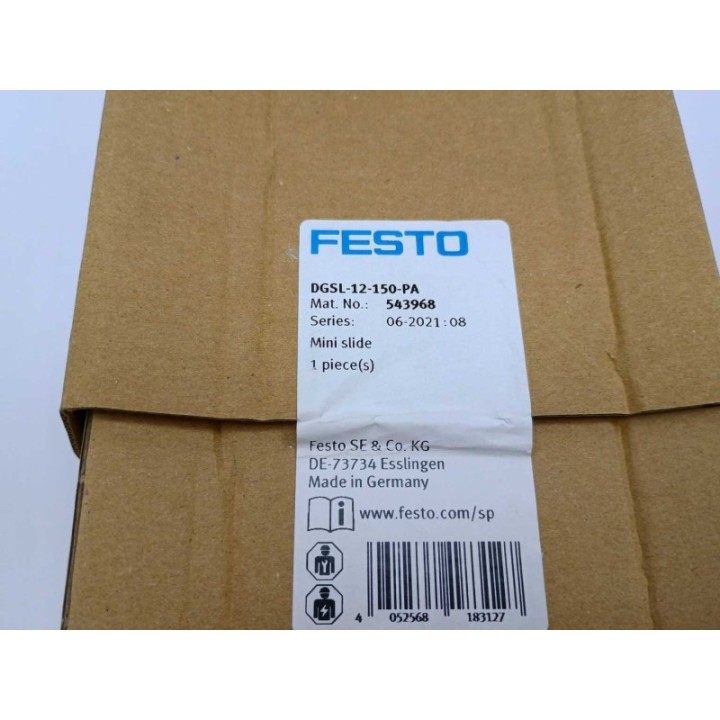 FESTO
DGSL-12-150-PA
Mat. No.: 543968
Series: 06-2021:08
Mini slide
1 piece(s)
Festo SE & Co. KG
DE-73734 Esslingen
Made in Germany
www.festo.com/sp
4 052568 183127